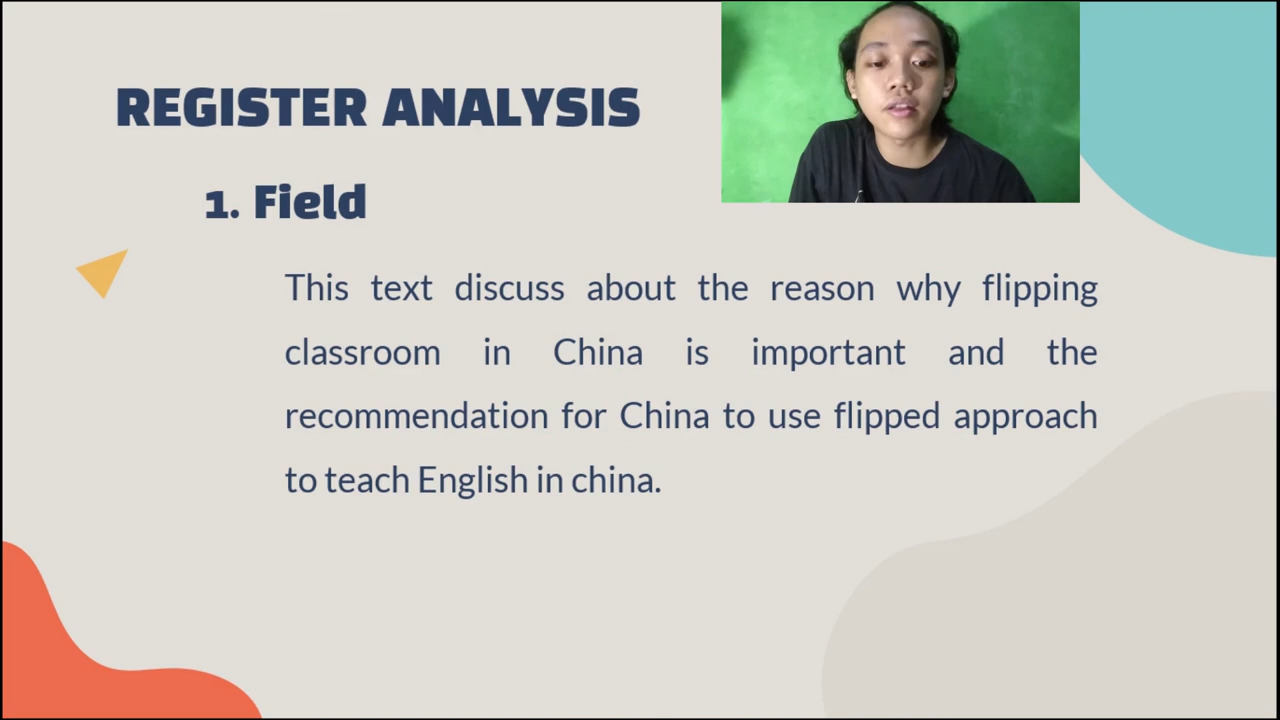 REGISTER ANALYSIS
1. Field
This text discuss about the reason why flipping
classroom in China is important and the
recommendation for China to use flipped approach
to teach English in china.